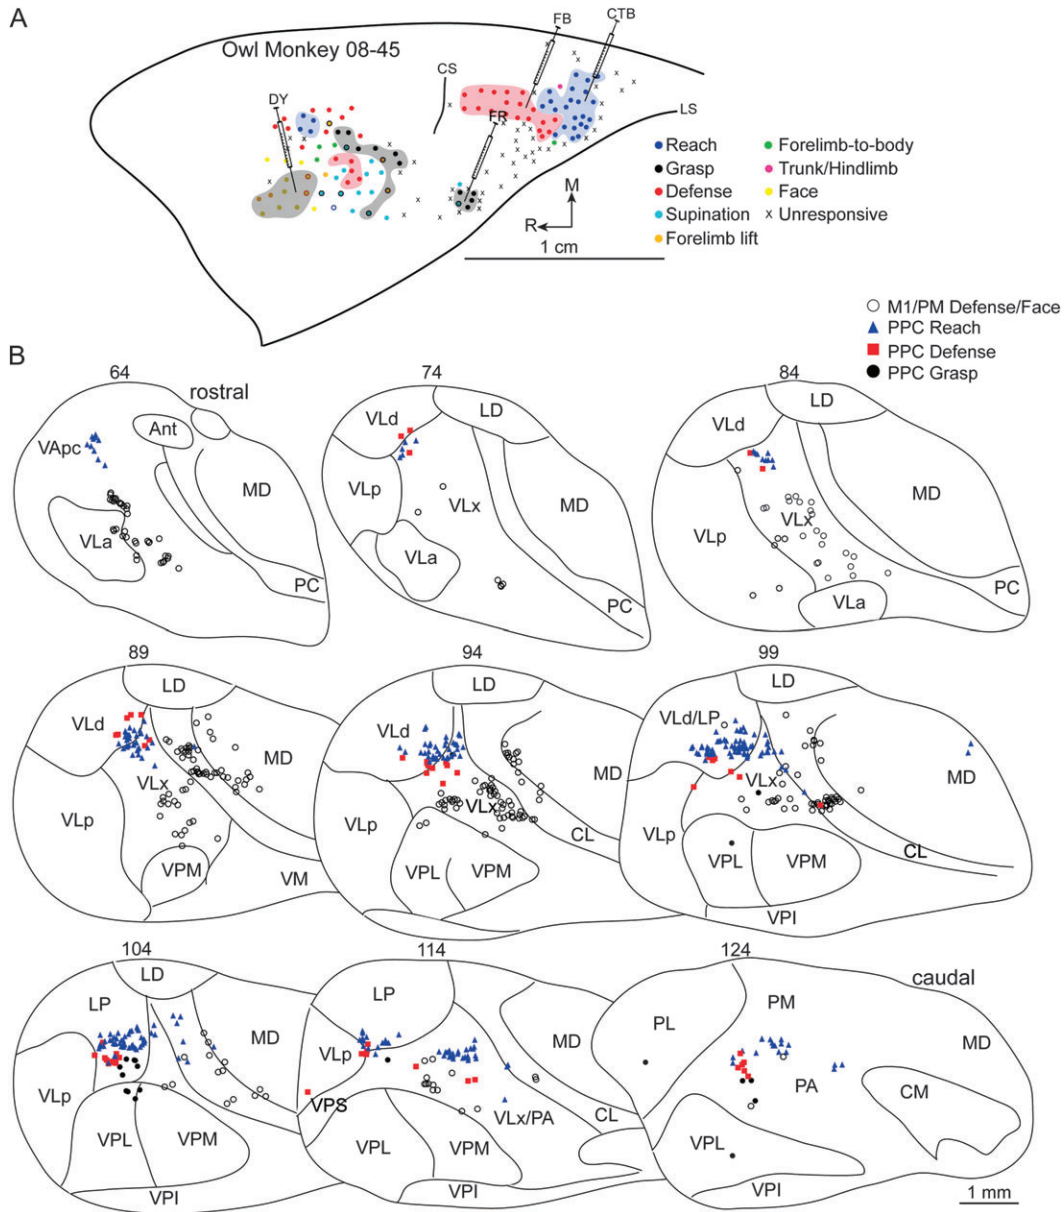 A
Owl Monkey 08-45
FB
CTB
CS
DY
FR
LS
M
R
1 cm
Reach
Grasp
Defense
Supination
Forelimb lift
Forelimb-to-body
Trunk/Hindlimb
Face
x Unresponsive
M1/PM Defense/Face
PPC Reach
PPC Defense
PPC Grasp
B
64
rostral
VApc
Ant
MD
VLa
PC
74
VLd
LD
VLp
VLx
MD
VLa
PC
84
VLd
LD
MD
VLx
VLp
VLa
PC
89
LD
VLd
MD
VLx
VLp
VPM
VM
94
LD
VLd
MD
VLx
VLp
CL
VPL
VPM
99
LD
VLd/LP
MD
VLx
VLp
CL
VPL
VPM
VPI
104
LD
LP
MD
VLp
VPL
VPM
VPI
114
LP
MD
VLp
VPS
VLx/PA
CL
VPL
VPM
VPI
124
caudal
PM
PL
MD
PA
CM
VPL
VPI
1 mm